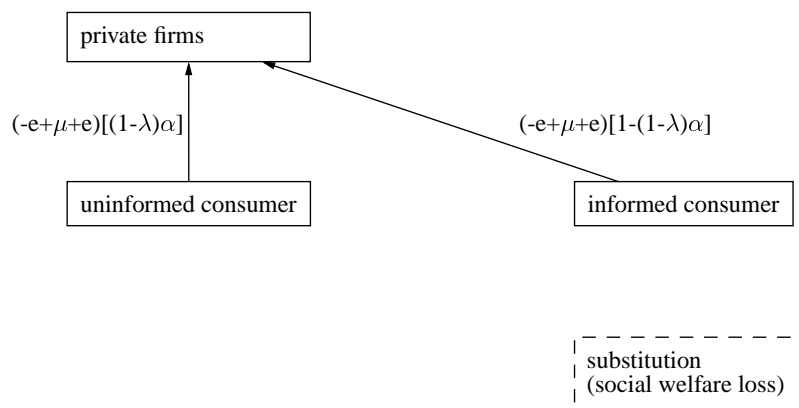 private firms
(-e+μ+e)[(1-λ)α]
(-e+μ+e)[1-(1-λ)α]
uninformed consumer
informed consumer
substitution
(social welfare loss)